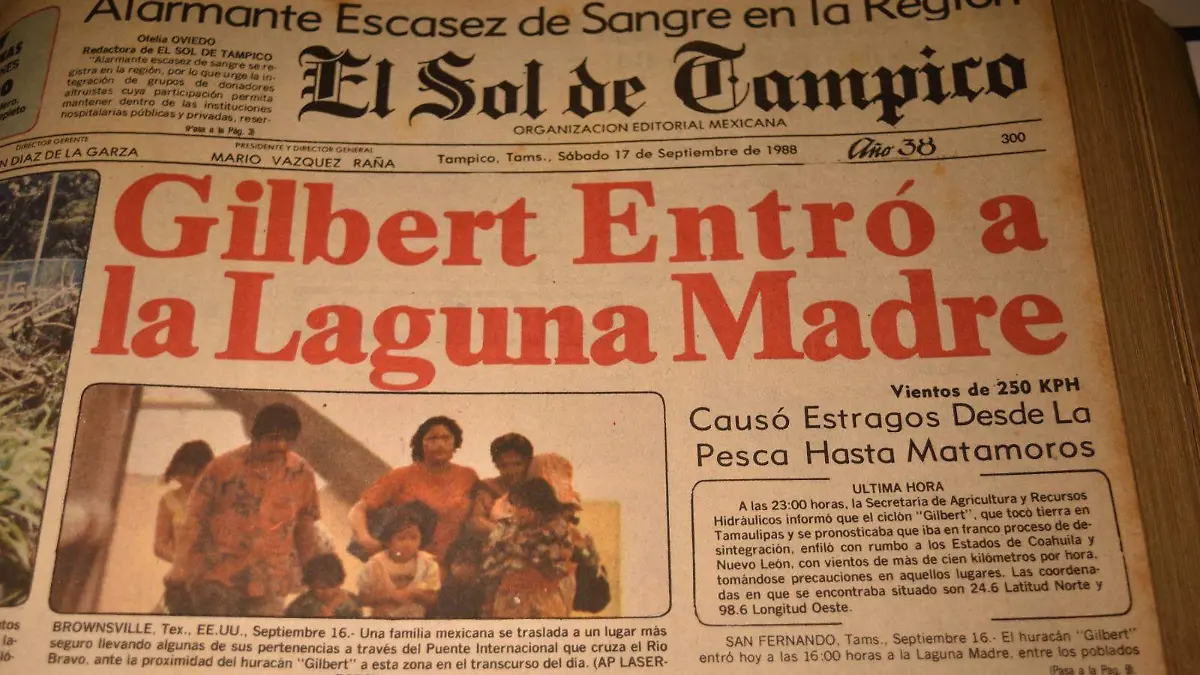 Alarmante Escasez de Sangre en la Región
Ofelia OVIEDO
Redactora de EL SOL DE TAMPICO
"Alarmante escasez de sangre se re-
gistra en la región, por lo que urge la in-
tegración de grupos de donadores
altruistas cuya participación permita
mantener dentro de las instituciones
hospitalarias públicas y privadas, reser-
(Pasa a la Pág. 3)
El Sol de Tampico
ORGANIZACION EDITORIAL MEXICANA
DIRECTOR GERENTE
N DIAZ DE LA GARZA
PRESIDENTE Y DIRECTOR GENERAL
MARIO VAZQUEZ RAÑA
Tampico, Tams., Sábado 17 de Septiembre de 1988
Año 38
300
Gilbert Entró a
la Laguna Madre
Vientos de 250 KPH
Causó Estragos Desde La
Pesca Hasta Matamoros
ULTIMA HORA
A las 23:00 horas, la Secretaría de Agricultura y Recursos
Hidráulicos informó que el ciclón "Gilbert", que tocó tierra en
Tamaulipas y se pronosticaba que iba en franco proceso de de-
sintegración, enfiló con rumbo a los Estados de Coahuila y
Nuevo León, con vientos de más de cien kilómetros por hora,
tomándose precauciones en aquellos lugares. Las coordena-
das en que se encontraba situado son 24.6 Latitud Norte y
98.6 Longitud Oeste.
BROWNSVILLE, Tex., EE.UU., Septiembre 16.- Una familia mexicana se traslada a un lugar más
seguro llevando algunas de sus pertenencias a través del Puente Internacional que cruza el Río
Bravo, ante la proximidad del huracán "Gilbert" a esta zona en el transcurso del día. (AP LASER-
SAN FERNANDO, Tams., Septiembre 16.- El huracán "Gilbert"
entró hoy a las 16:00 horas a la Laguna Madre, entre los poblados
(Pasa a la Pág. 9)